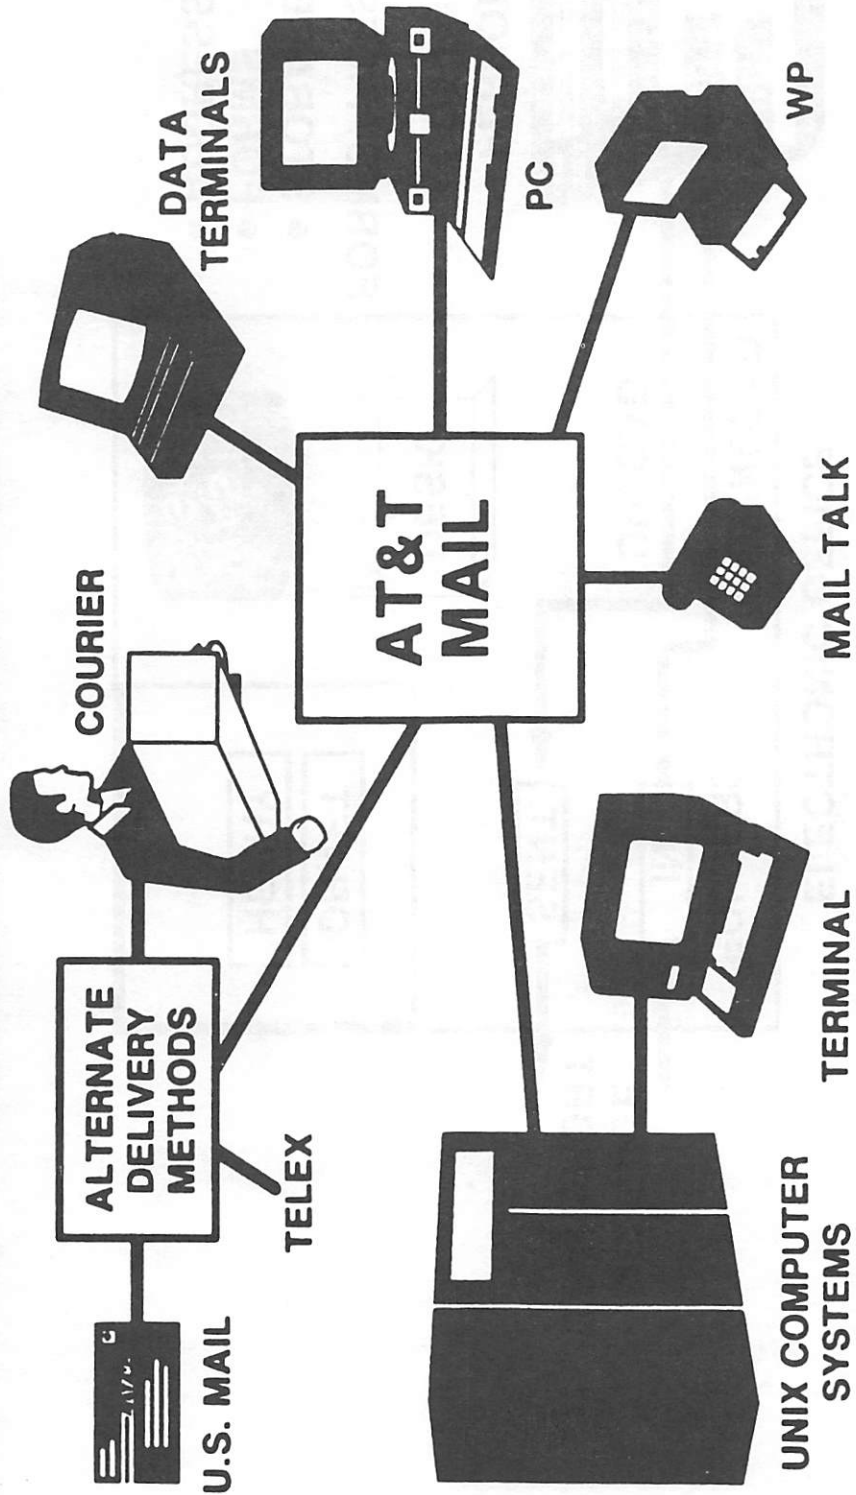 U.S. MAIL
ALTERNATE
DELIVERY
METHODS
TELEX
COURIER
DATA
TERMINALS
AT&T
MAIL
PC
WP
UNIX COMPUTER
SYSTEMS
TERMINAL
MAIL TALK